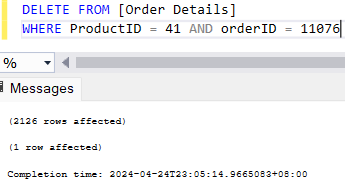 DELETE FROM [Order Details]
WHERE ProductID = 41 AND orderID = 11076
%
Messages
(2126 rows affected)
(1 row affected)
Completion time: 2024-04-24T23:05:14.9665083+08:00